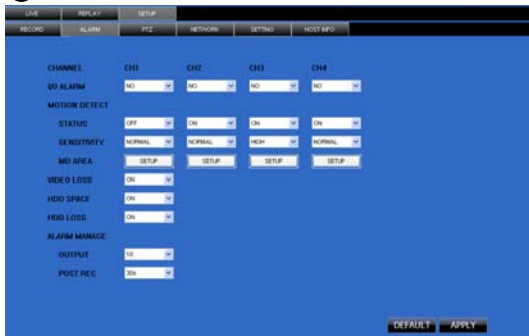 LIVE REPLAY SETUP
RECORD ALARM PTZ NETWORK SETTING HOST INFO
CHANNEL CH1 CH2 CH3 CH4
I/O ALARM NO NO NO NO
MOTION DETECT
STATUS OFF ON ON ON
SENSITIVITY NORMAL NORMAL HIGH NORMAL
MD AREA SETUP SETUP SETUP SETUP
VIDEO LOSS ON
HDD SPACE ON
HDD LOSS ON
ALARM MANAGE
OUTPUT 10
POST REC 30s
DEFAULT APPLY